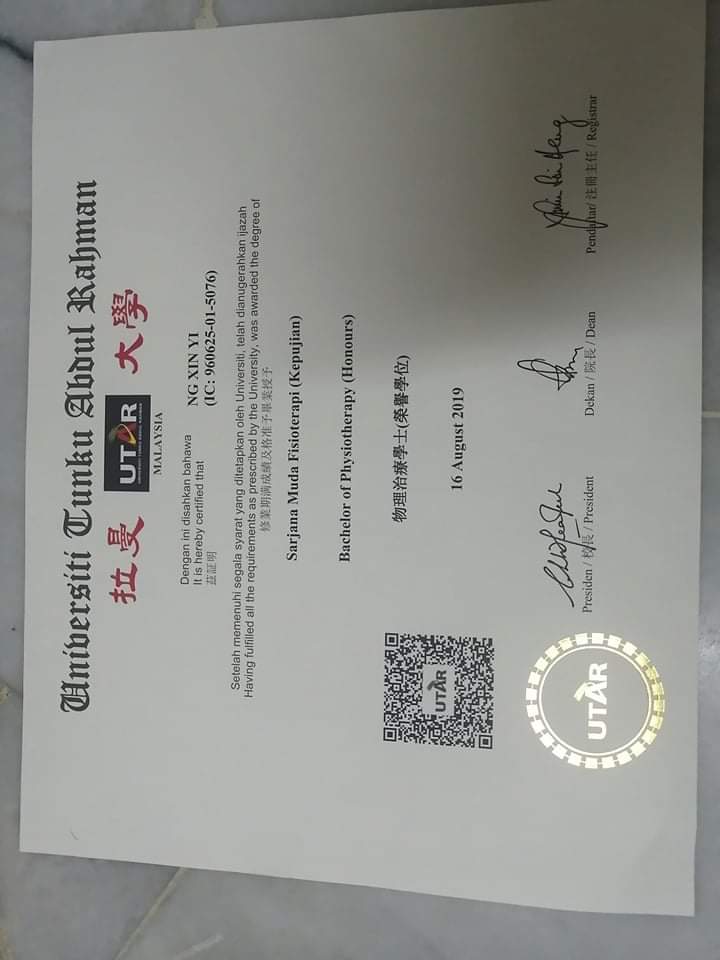 Universiti Tunku Abdul Rahman
拉曼 UTAR 大學
MALAYSIA
Dengan ini disahkan bahawa
It is hereby certified that
茲証明
NG XIN YI
(IC: 960625-01-5076)
Setelah memenuhi segala syarat yang ditetapkan oleh Universiti, telah dianugerahkan ijazah
Having fulfilled all the requirements as prescribed by the University, was awarded the degree of
修業期满成績及格准予畢業授予
Sarjana Muda Fisioterapi (Kepujian)
Bachelor of Physiotherapy (Honours)
物理治療學士(榮譽學位)
16 August 2019
UTAR
UTAR
Presiden / 校長 / President
Dekan / 院長 / Dean
Pendaftar/ 注冊主任 / Registrar